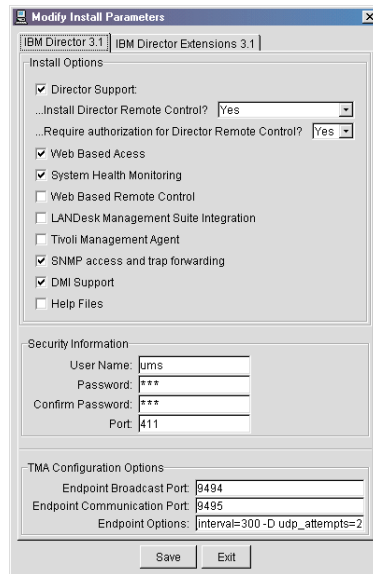 Modify Install Parameters
IBM Director 3.1 IBM Director Extensions 3.1
Install Options
Director Support:
...Install Director Remote Control? Yes
...Require authorization for Director Remote Control? Yes
Web Based Acess
System Health Monitoring
Web Based Remote Control
LANDesk Management Suite Integration
Tivoli Management Agent
SNMP access and trap forwarding
DMI Support
Help Files
Security Information
User Name: ums
Password: ***
Confirm Password: ***
Port: 411
TMA Configuration Options
Endpoint Broadcast Port: 9494
Endpoint Communication Port: 9495
Endpoint Options: interval=300 -D udp_attempts=2
Save Exit